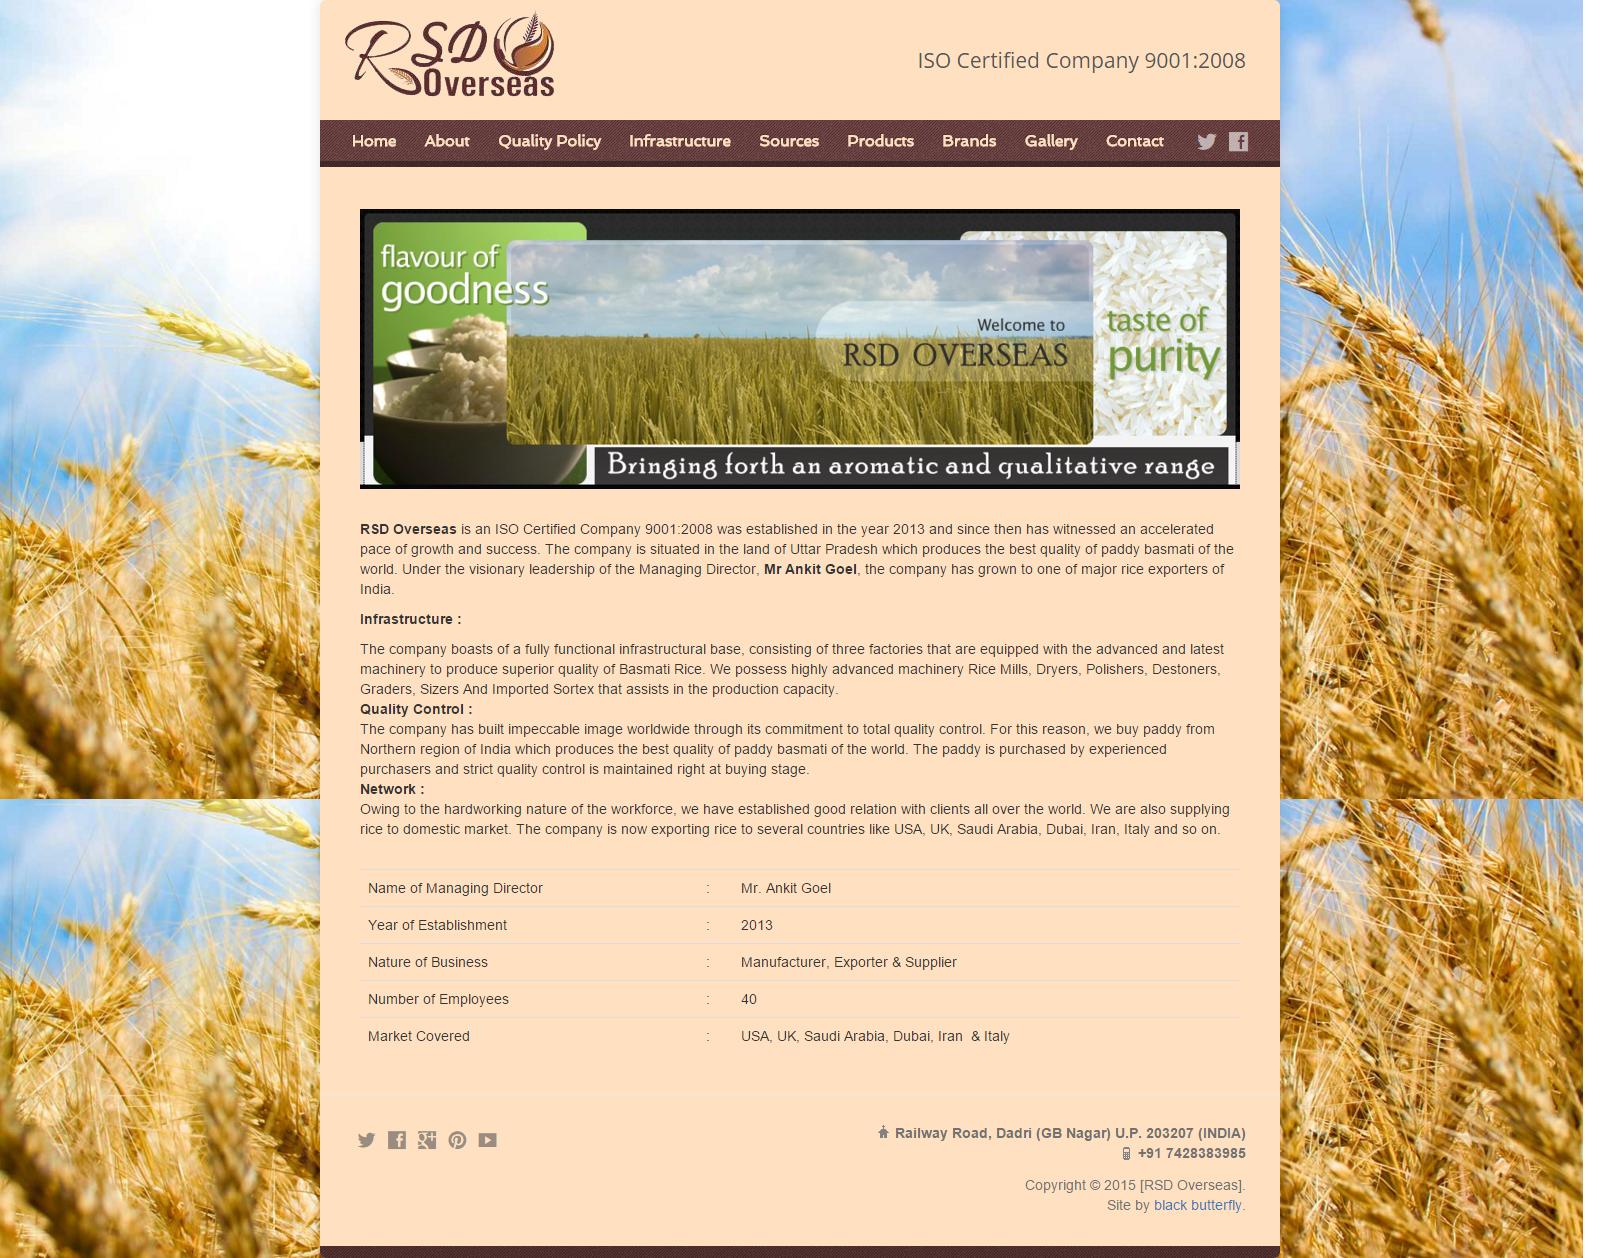 RSD
Overseas
ISO Certified Company 9001:2008
Home About Quality Policy Infrastructure Sources Products Brands Gallery Contact
flavour of
goodness
Welcome to
RSD OVERSEAS
taste of
purity
Bringing forth an aromatic and qualitative range
RSD Overseas is an ISO Certified Company 9001:2008 was established in the year 2013 and since then has witnessed an accelerated
pace of growth and success. The company is situated in the land of Uttar Pradesh which produces the best quality of paddy basmati of the
world. Under the visionary leadership of the Managing Director, Mr Ankit Goel, the company has grown to one of major rice exporters of
India.
Infrastructure :
The company boasts of a fully functional infrastructural base, consisting of three factories that are equipped with the advanced and latest
machinery to produce superior quality of Basmati Rice. We possess highly advanced machinery Rice Mills, Dryers, Polishers, Destoners,
Graders, Sizers And Imported Sortex that assists in the production capacity.
Quality Control :
The company has built impeccable image worldwide through its commitment to total quality control. For this reason, we buy paddy from
Northern region of India which produces the best quality of paddy basmati of the world. The paddy is purchased by experienced
purchasers and strict quality control is maintained right at buying stage.
Network :
Owing to the hardworking nature of the workforce, we have established good relation with clients all over the world. We are also supplying
rice to domestic market. The company is now exporting rice to several countries like USA, UK, Saudi Arabia, Dubai, Iran, Italy and so on.
Name of Managing Director : Mr. Ankit Goel
Year of Establishment : 2013
Nature of Business : Manufacturer, Exporter & Supplier
Number of Employees : 40
Market Covered : USA, UK, Saudi Arabia, Dubai, Iran & Italy
Railway Road, Dadri (GB Nagar) U.P. 203207 (INDIA)
+91 7428383985
Copyright © 2015 [RSD Overseas].
Site by black butterfly.